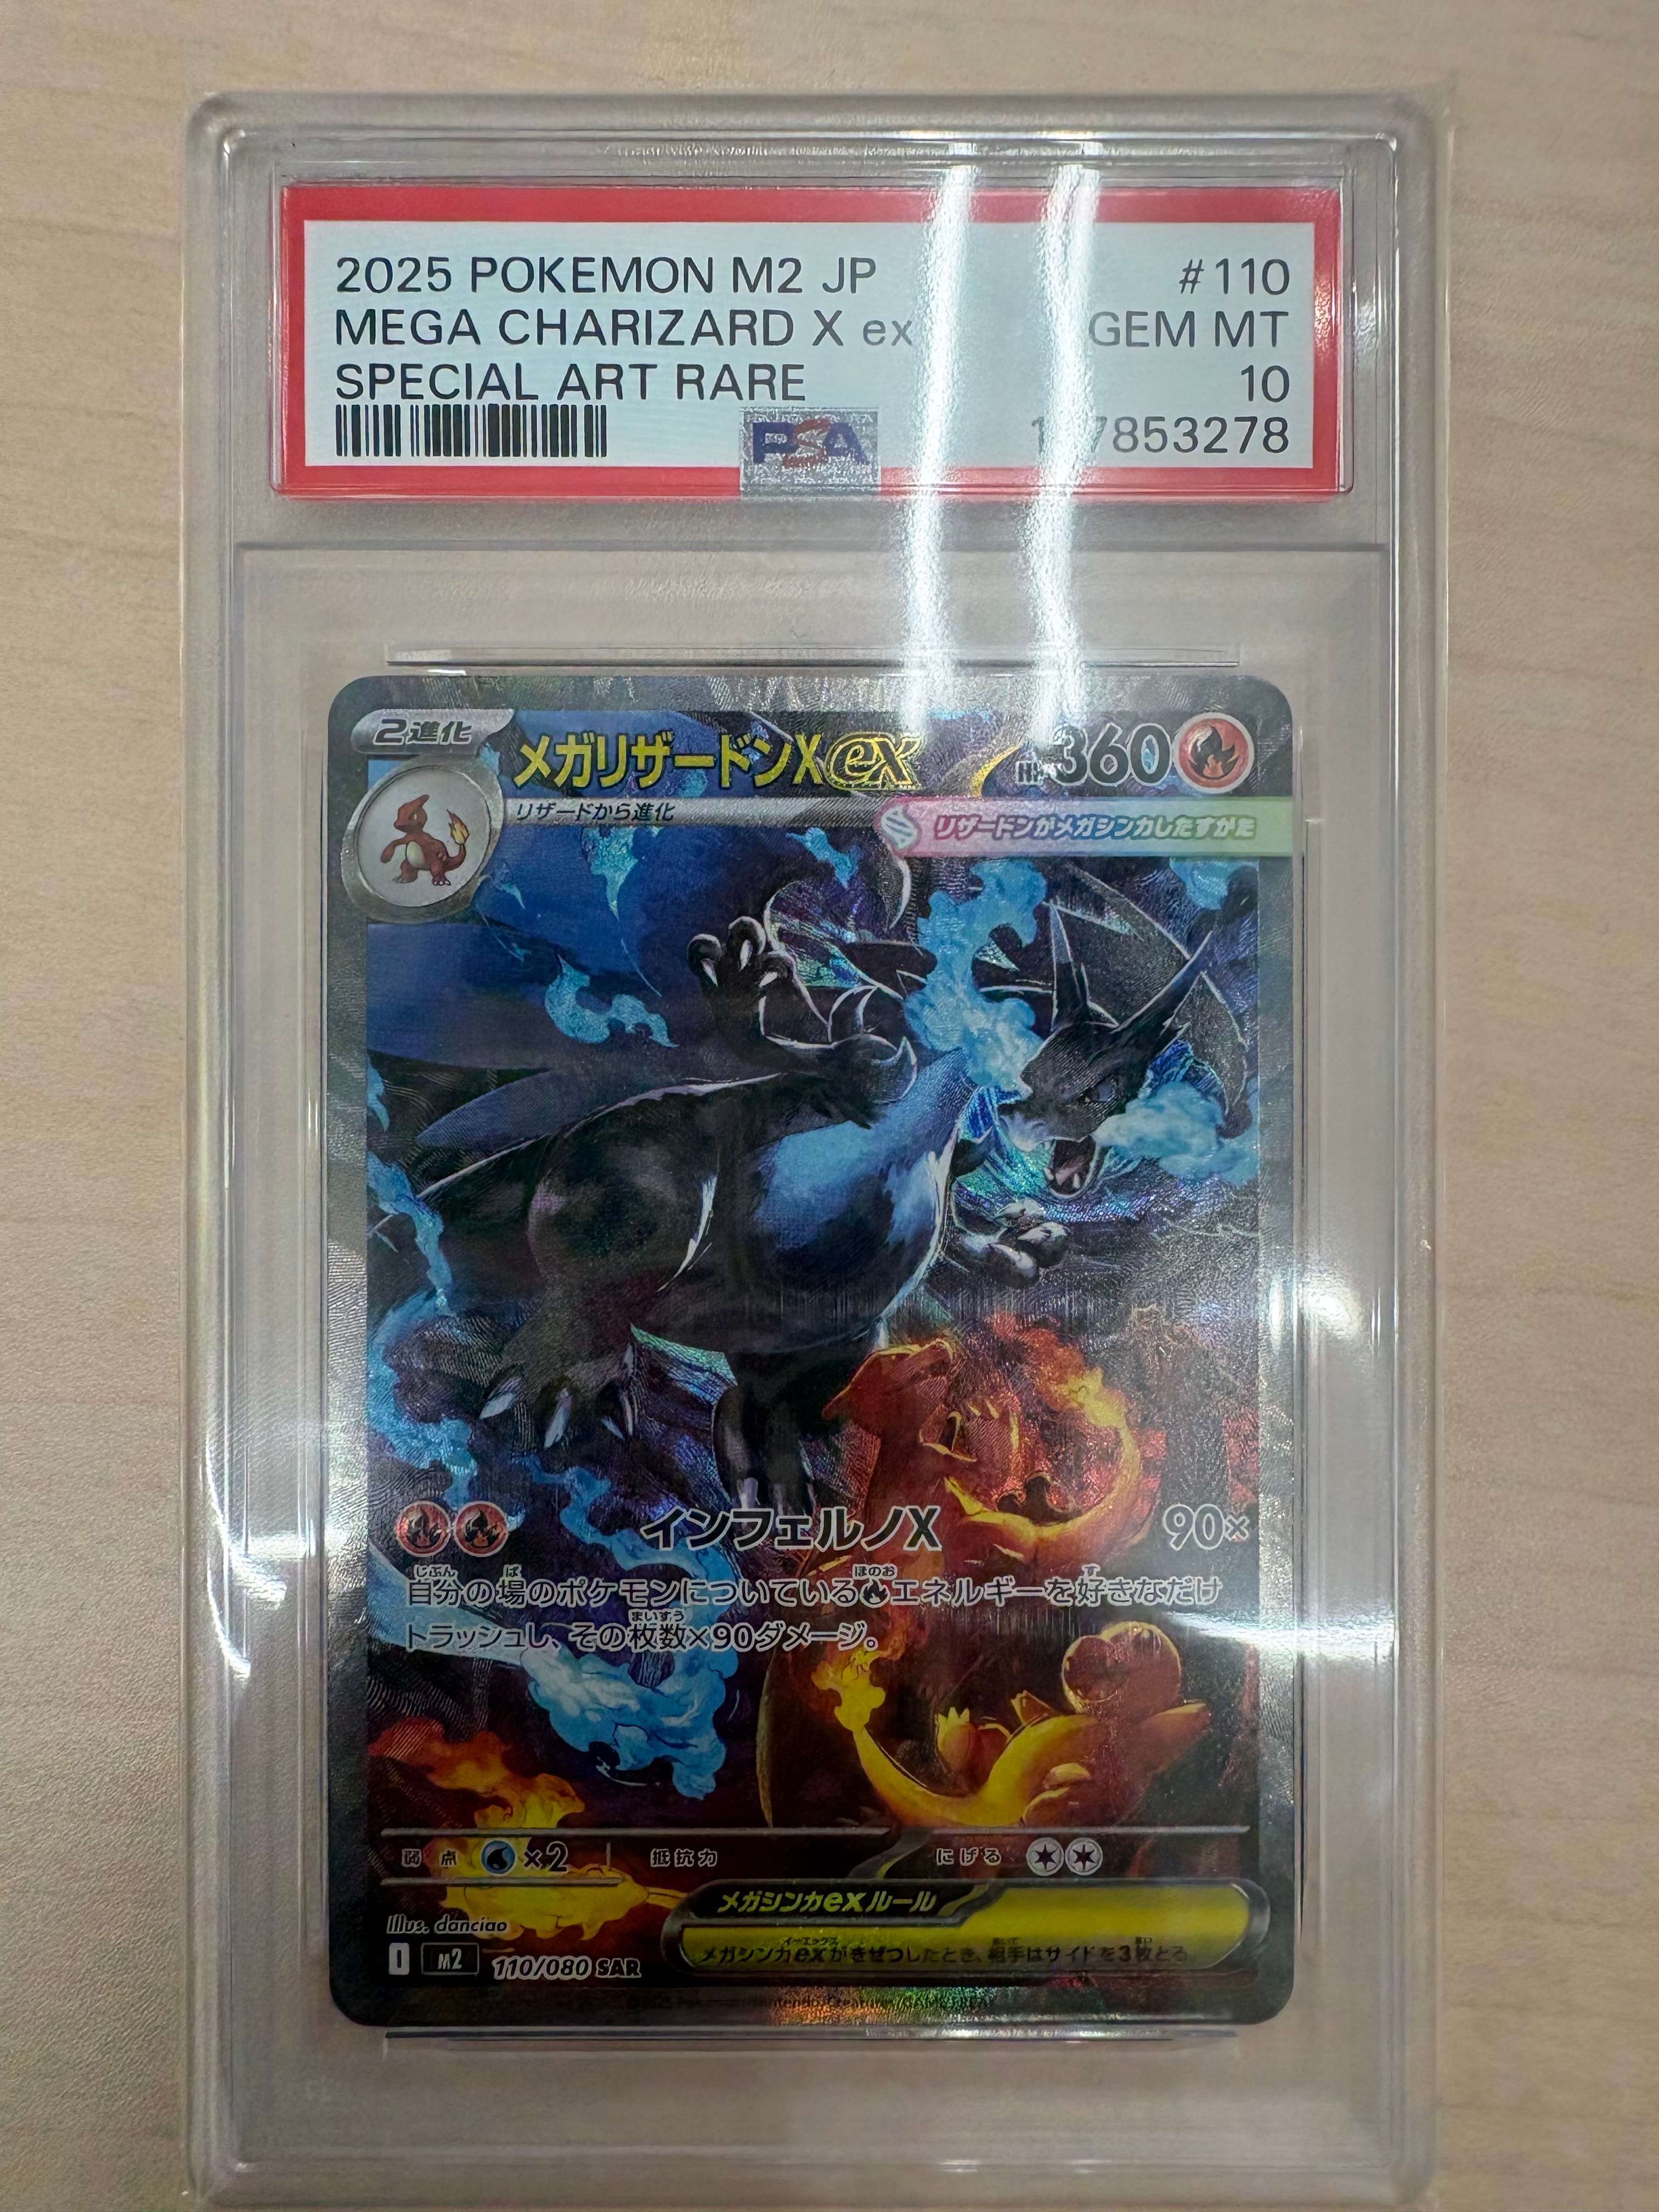 2025 POKEMON M2 JP #110
MEGA CHARIZARD X ex GEM MT
SPECIAL ART RARE 10
PSA 7853278
2進化
メガリザードンXex HP 360
リザードから進化
リザードンがメガシンカしたすがた
インフェルノX 90×
自分の場のポケモンについているエネルギーを好きなだけ
トラッシュし、その枚数×90ダメージ。
弱点 ×2 抵抗力 にげる
メガシンカexルール
メガシンカexがきぜつしたとき、相手はサイドを3枚とる
Illus. danciao
I M2 110/080 SAR